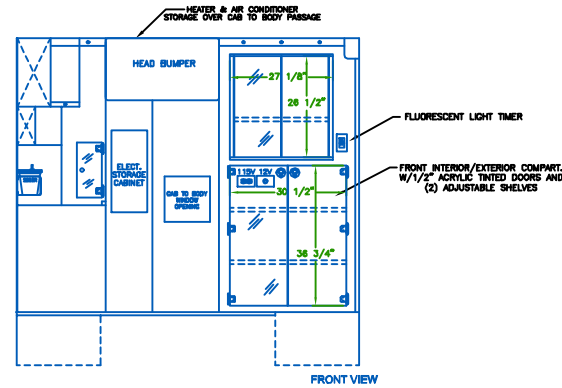 HEATER & AIR CONDITIONER
STORAGE OVER CAB TO BODY PASSAGE
HEAD BUMPER
27 1/8"
26 1/2"
FLUORESCENT LIGHT TIMER
ELECT.
STORAGE
CABINET
CAB TO BODY
WINDOW
OPENING
115V 12V
30 1/2"
FRONT INTERIOR/EXTERIOR COMPART.
W/1/2" ACRYLIC TINTED DOORS AND
(2) ADJUSTABLE SHELVES
36 3/4"
FRONT VIEW